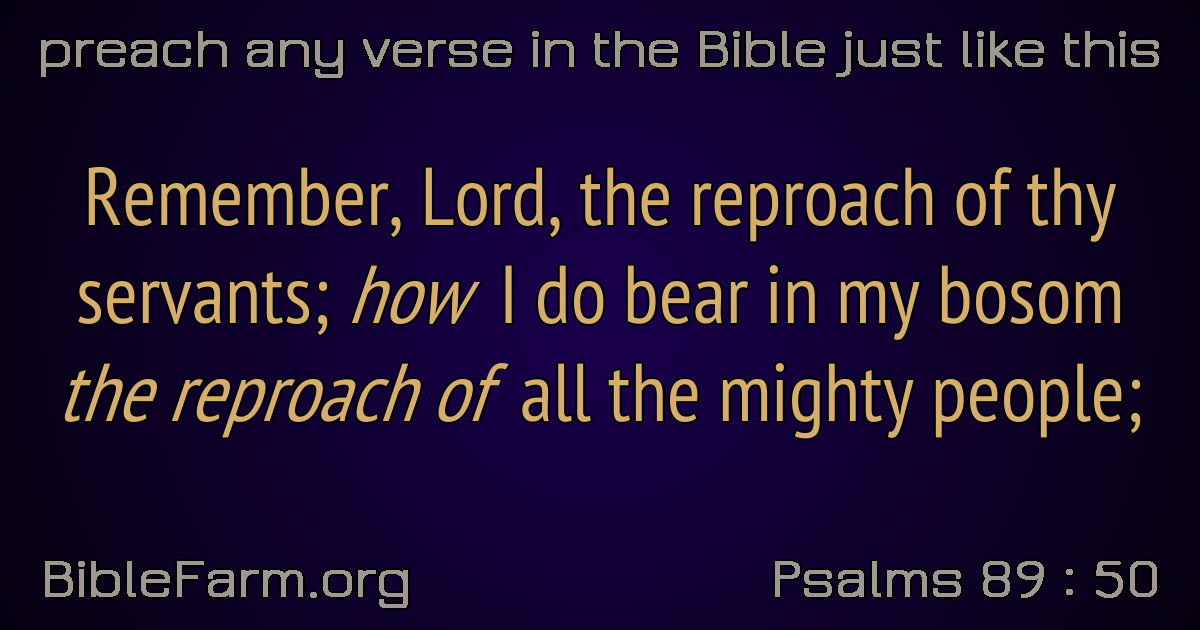 preach any verse in the Bible just like this
Remember, Lord, the reproach of thy
servants; how I do bear in my bosom
the reproach of all the mighty people;
BibleFarm.org
Psalms 89 : 50